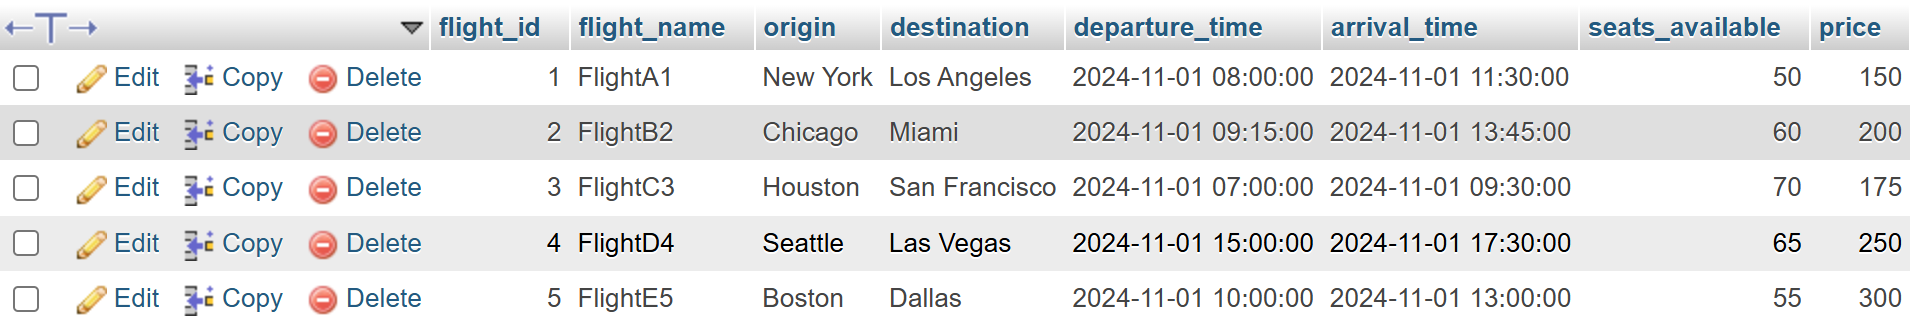 ←T→ flight_id flight_name origin destination departure_time arrival_time seats_available price
Edit Copy Delete 1 FlightA1 New York Los Angeles 2024-11-01 08:00:00 2024-11-01 11:30:00 50 150
Edit Copy Delete 2 FlightB2 Chicago Miami 2024-11-01 09:15:00 2024-11-01 13:45:00 60 200
Edit Copy Delete 3 FlightC3 Houston San Francisco 2024-11-01 07:00:00 2024-11-01 09:30:00 70 175
Edit Copy Delete 4 FlightD4 Seattle Las Vegas 2024-11-01 15:00:00 2024-11-01 17:30:00 65 250
Edit Copy Delete 5 FlightE5 Boston Dallas 2024-11-01 10:00:00 2024-11-01 13:00:00 55 300